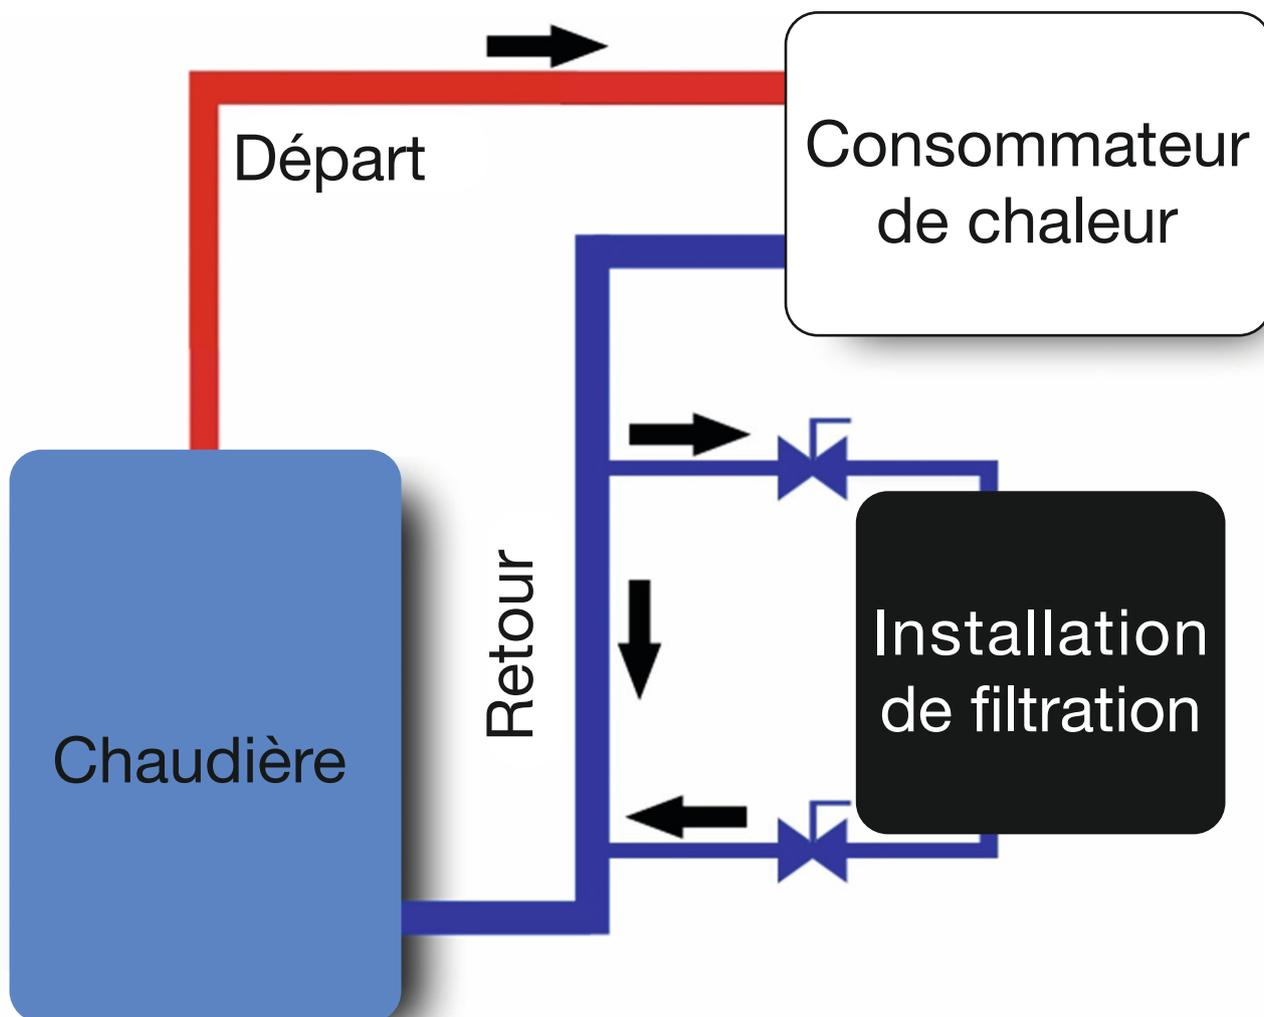 Départ
Consommateur
de chaleur
Retour
Installation
de filtration
Chaudière